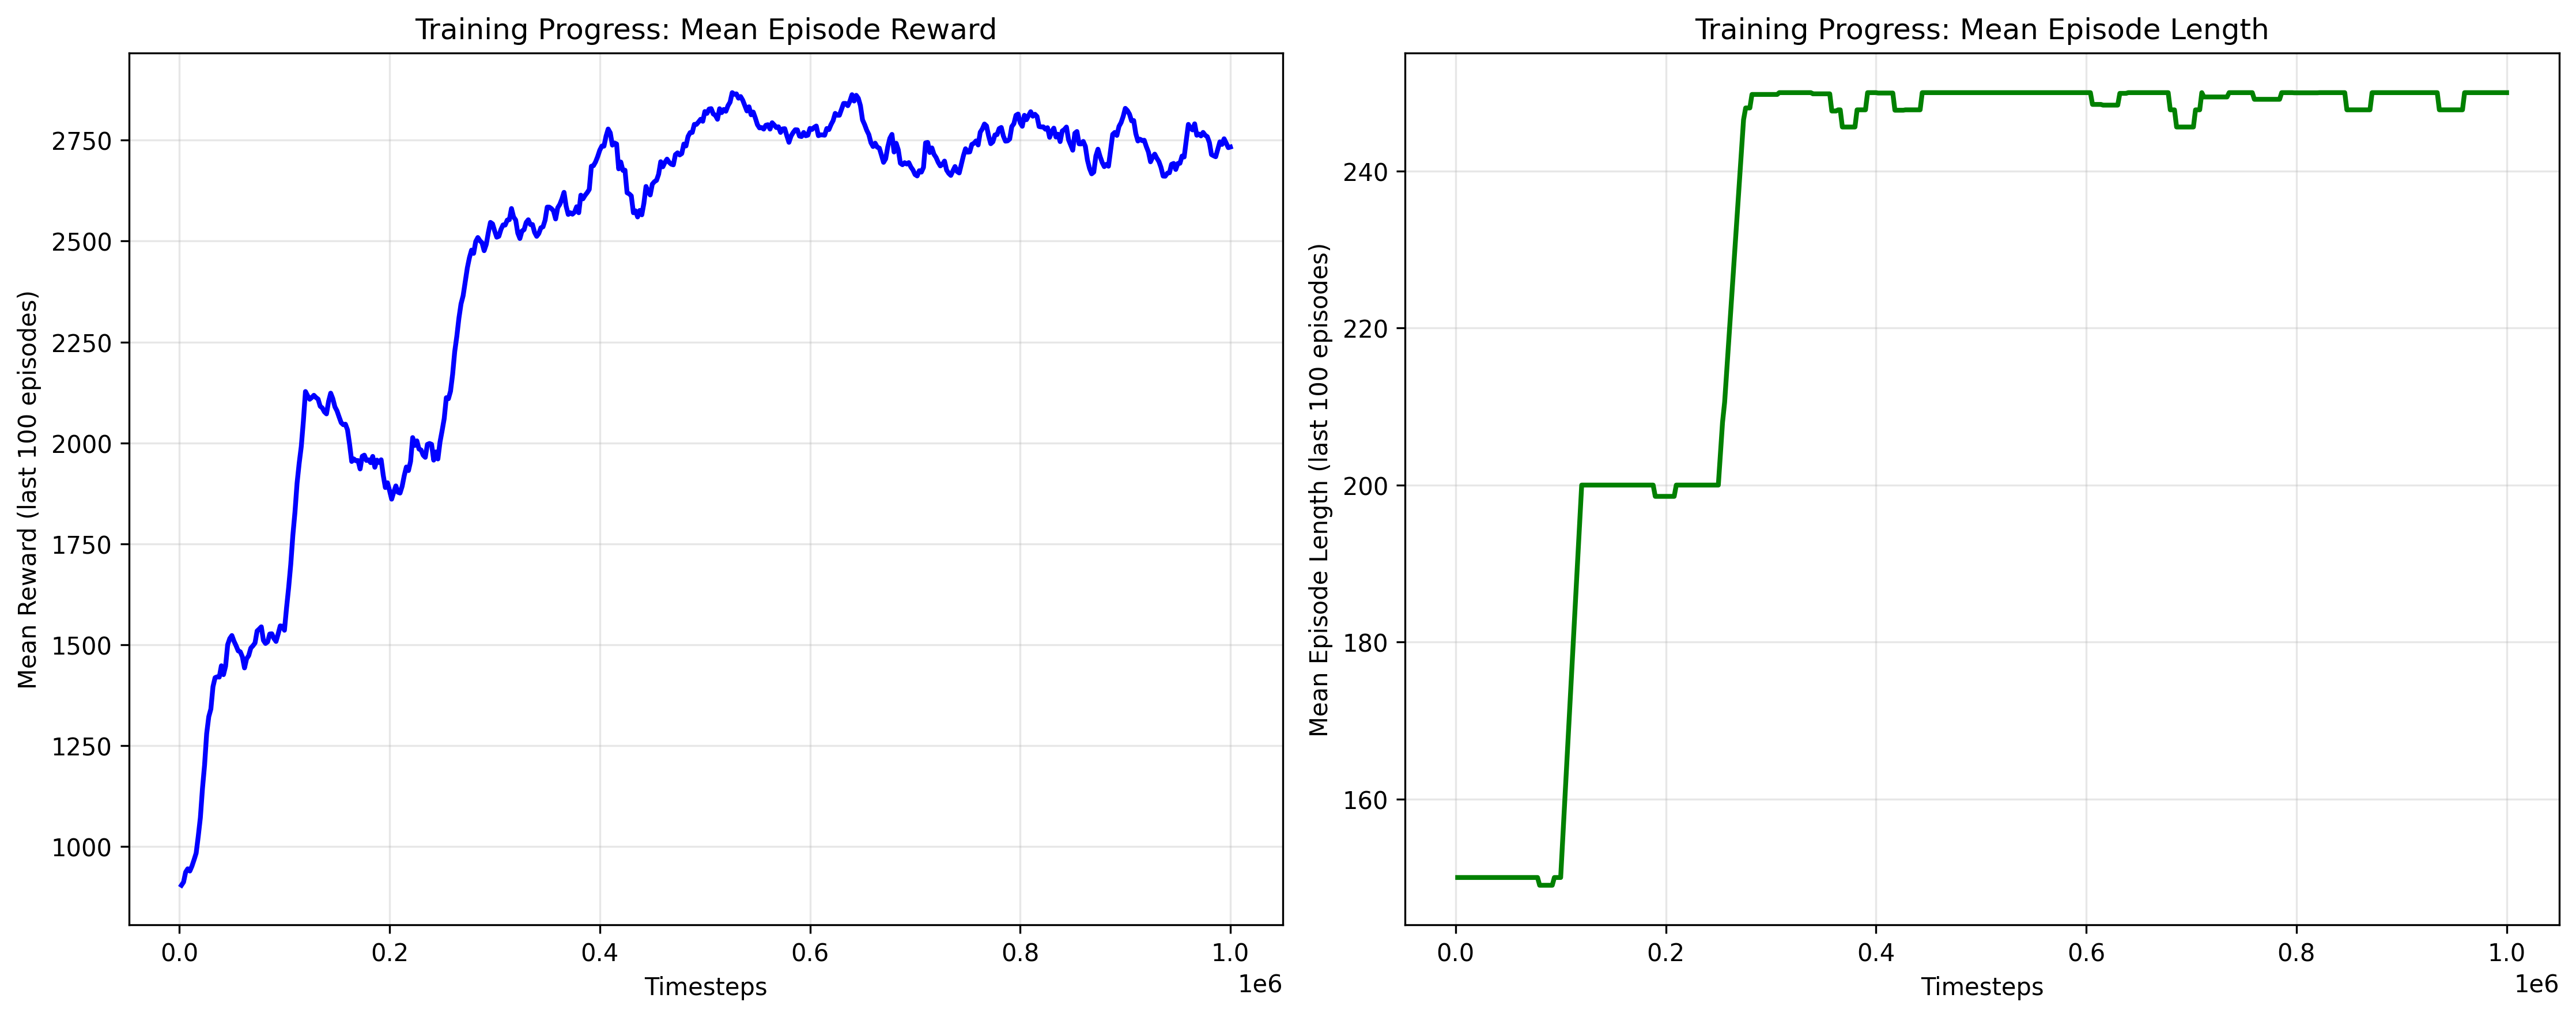 Training Progress: Mean Episode Reward
Mean Reward (last 100 episodes)
2750
2500
2250
2000
1750
1500
1250
1000
0.0 0.2 0.4 0.6 0.8 1.0
1e6
Timesteps
Training Progress: Mean Episode Length
Mean Episode Length (last 100 episodes)
240
220
200
180
160
0.0 0.2 0.4 0.6 0.8 1.0
1e6
Timesteps